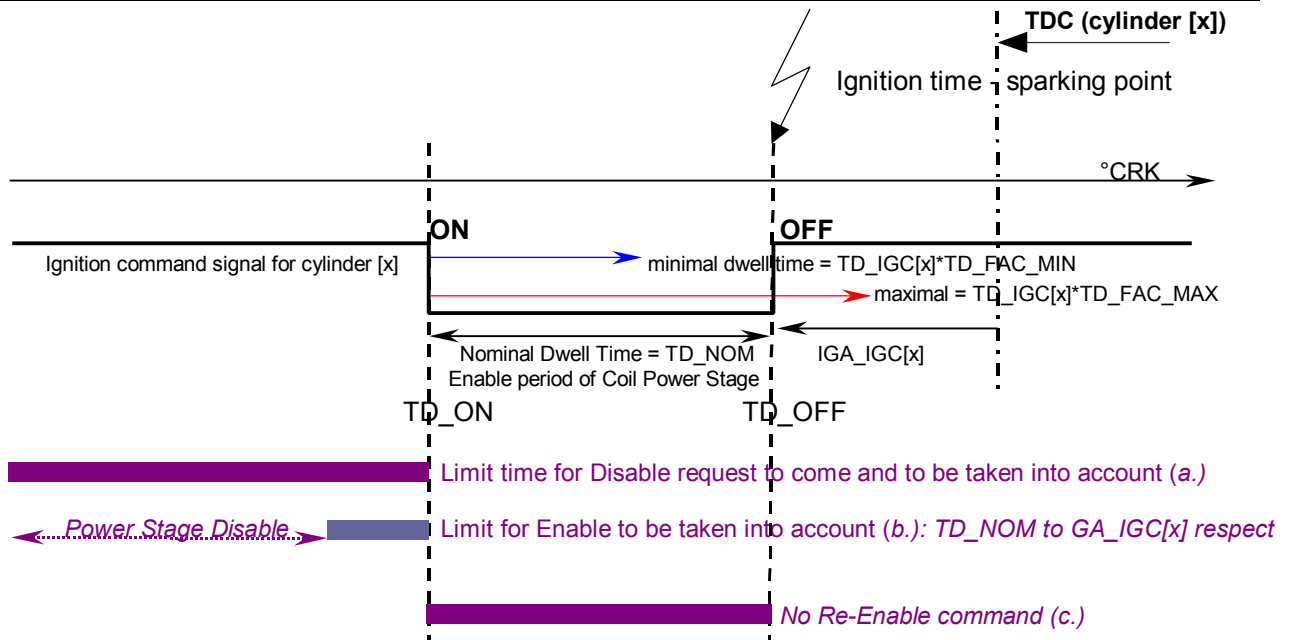 TDC (cylinder [x])
Ignition time - sparking point
°CRK
ON
OFF
Ignition command signal for cylinder [x]
minimal dwell time = TD_IGC[x]*TD_FAC_MIN
maximal = TD_IGC[x]*TD_FAC_MAX
Nominal Dwell Time = TD_NOM
IGA_IGC[x]
Enable period of Coil Power Stage
TD_ON
TD_OFF
Limit time for Disable request to come and to be taken into account (a.)
Power Stage Disable
Limit for Enable to be taken into account (b.): TD_NOM to GA_IGC[x] respect
No Re-Enable command (c.)